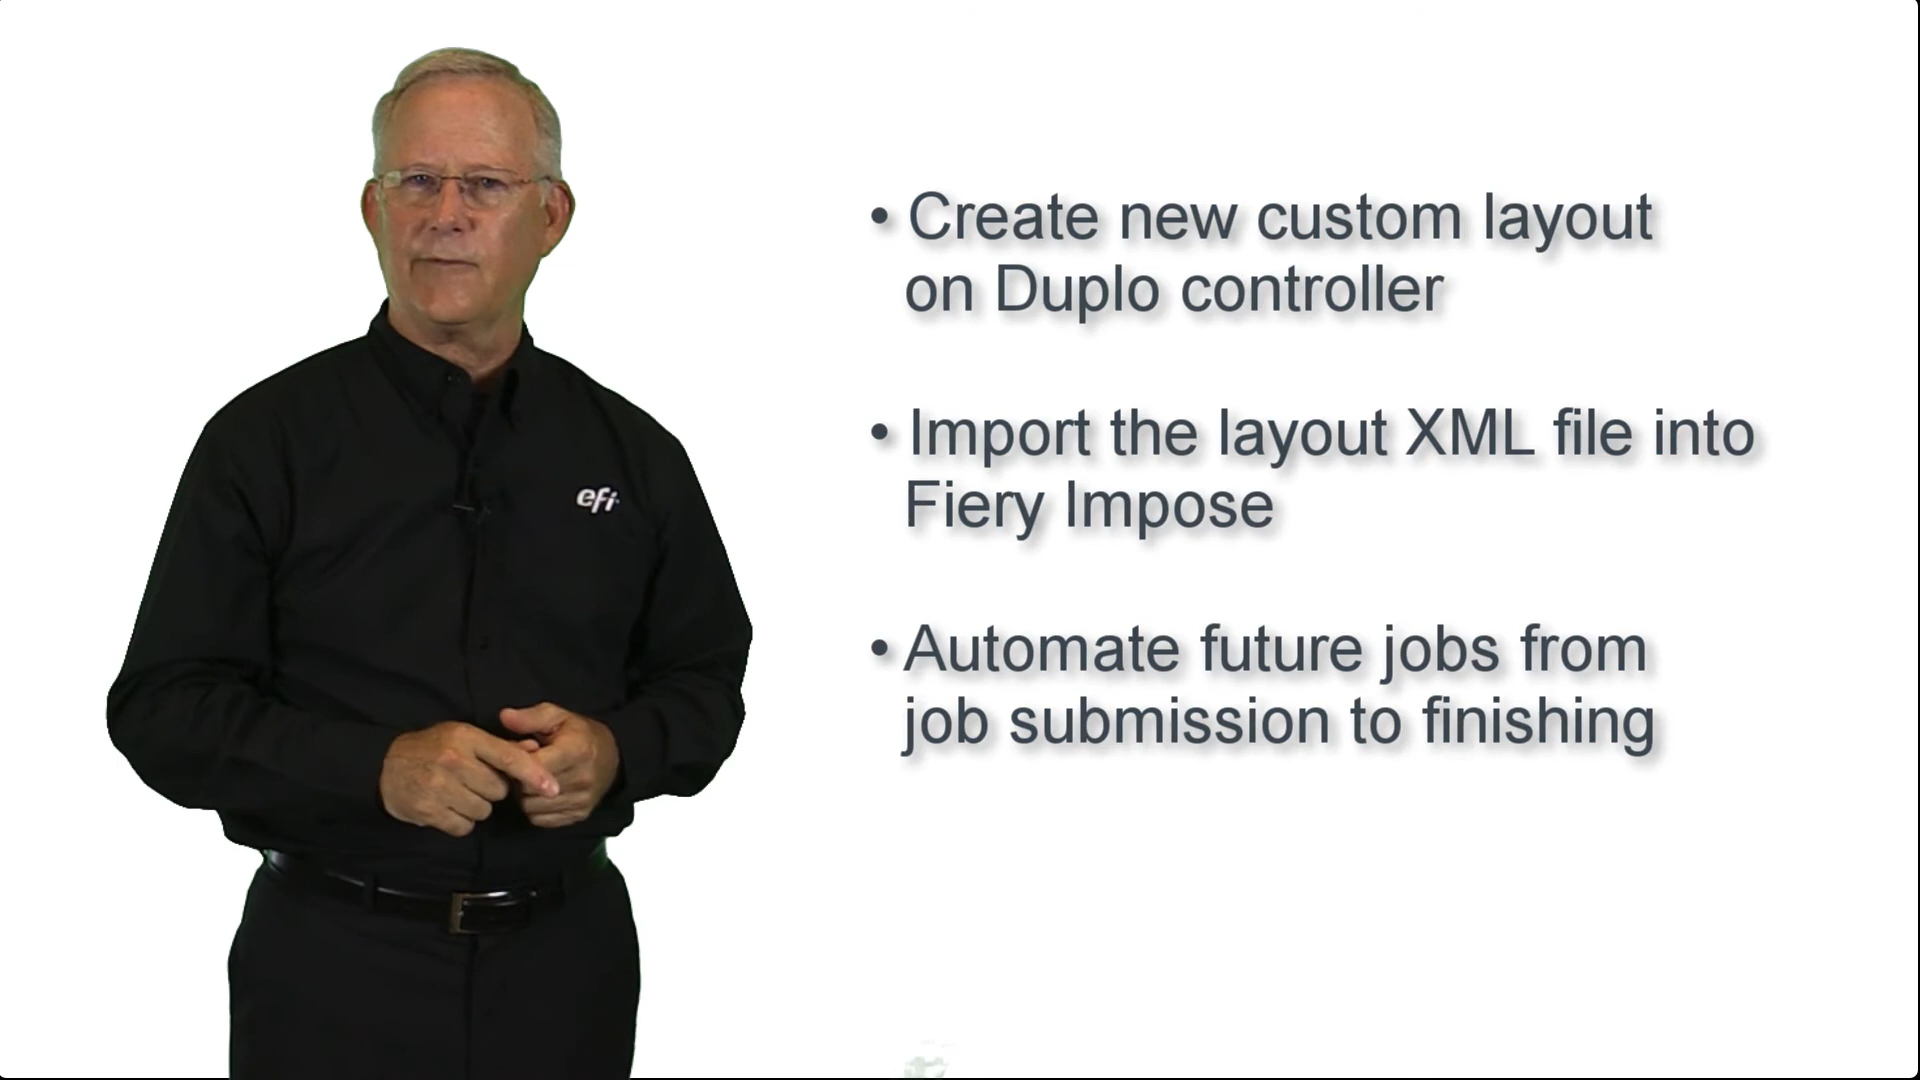 • Create new custom layout
on Duplo controller
• Import the layout XML file into
Fiery Impose
• Automate future jobs from
job submission to finishing
efi